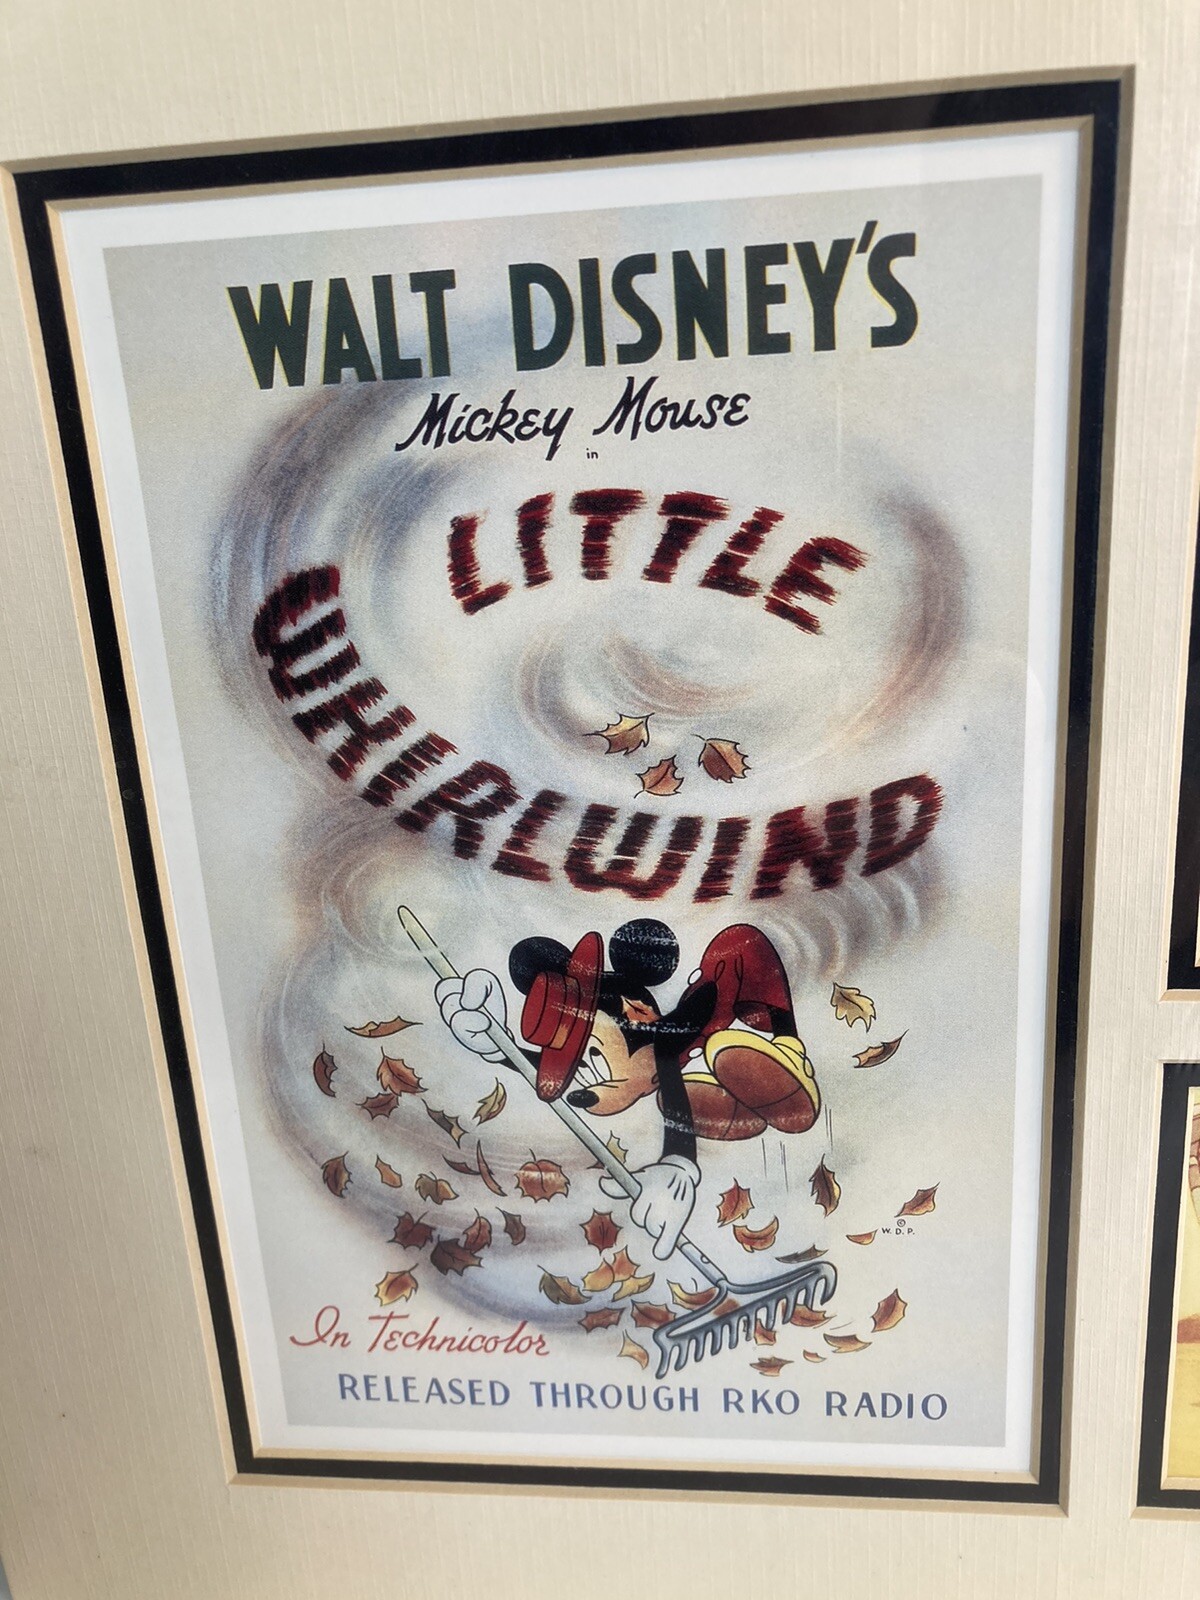 WALT DISNEY'S
Mickey Mouse
in
LITTLE
WHIRLWIND
© 
W. D. P.
In Technicolor
RELEASED THROUGH RKO RADIO